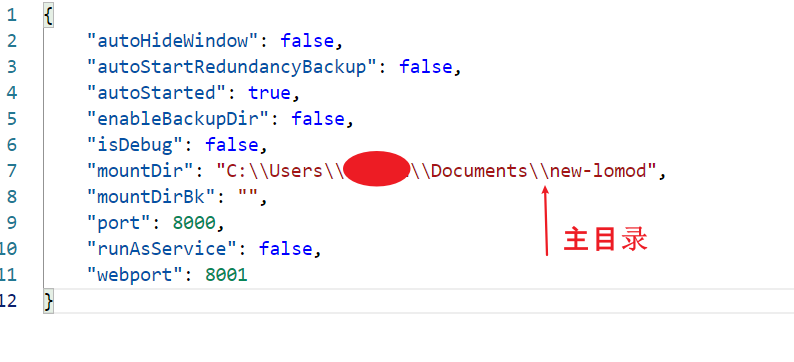 1 {
2 "autoHideWindow": false,
3 "autoStartRedundancyBackup": false,
4 "autoStarted": true,
5 "enableBackupDir": false,
6 "isDebug": false,
7 "mountDir": "C:\\Users\\ \\Documents\\new-lomod",
8 "mountDirBk": "",
9 "port": 8000,
10 "runAsService": false,
11 "webport": 8001
12 }
主目录